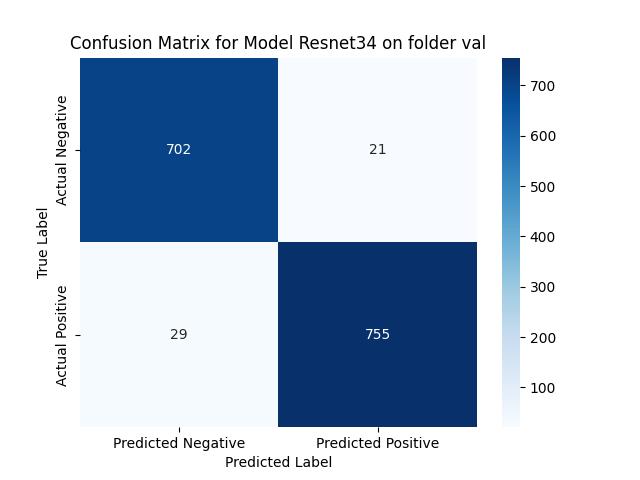 Confusion Matrix for Model Resnet34 on folder val
True Label
Actual Negative
Actual Positive
702
21
29
755
Predicted Negative
Predicted Positive
Predicted Label
700
600
500
400
300
200
100